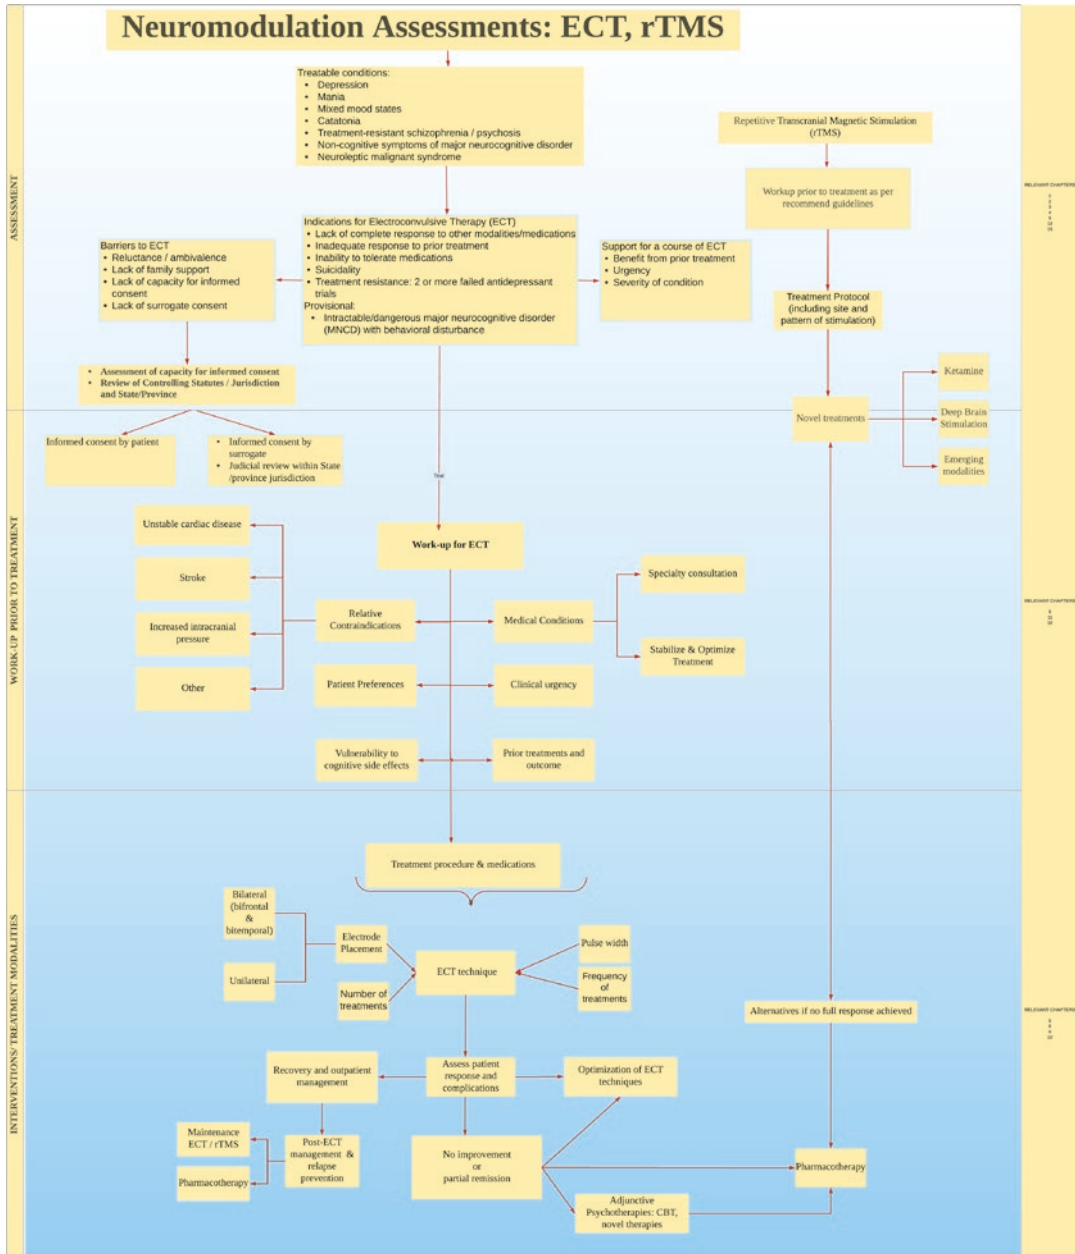 Neuromodulation Assessments: ECT, rTMS
Treatable conditions:
• Depression
• Mania
• Mixed mood states
• Catatonia
• Treatment-resistant schizophrenia / psychosis
• Non-cognitive symptoms of major neurocognitive disorder
• Neuroleptic malignant syndrome
Repetitive Transcranial Magnetic Stimulation
(rTMS)
Workup prior to treatment as per
recommend guidelines
ASSESSMENT
RELEVANT CHAPTERS
Indications for Electroconvulsive Therapy (ECT)
• Lack of complete response to other modalities/medications
• Inadequate response to prior treatment
• Inability to tolerate medications
• Suicidality
• Treatment resistance: 2 or more failed antidepressant
trials
Provisional:
• Intractable/dangerous major neurocognitive disorder
(MNCD) with behavioral disturbance
Barriers to ECT
• Reluctance / ambivalence
• Lack of family support
• Lack of capacity for informed
consent
• Lack of surrogate consent
Support for a course of ECT
• Benefit from prior treatment
• Urgency
• Severity of condition
Treatment Protocol
(including site and
pattern of stimulation)
• Assessment of capacity for informed consent
• Review of Controlling Statutes / Jurisdiction
and State/Province
Ketamine
Novel treatments
Deep Brain
Stimulation
Emerging
modalities
Informed consent by patient
• Informed consent by
surrogate
• Judicial review within State
/province jurisdiction
WORK-UP PRIOR TO TREATMENT
RELEVANT CHAPTERS
Work-up for ECT
Unstable cardiac disease
Stroke
Increased intracranial
pressure
Other
Relative
Contraindications
Medical Conditions
Specialty consultation
Stabilize & Optimize
Treatment
Patient Preferences
Clinical urgency
Vulnerability to
cognitive side effects
Prior treatments and
outcome
INTERVENTIONS/ TREATMENT MODALITIES
RELEVANT CHAPTERS
Treatment procedure & medications
Bilateral
(bifrontal
&
bitemporal)
Unilateral
Electrode
Placement
Number of
treatments
ECT technique
Pulse width
Frequency
of
treatments
Alternatives if no full response achieved
Recovery and outpatient
management
Assess patient
response and
complications
Optimization of ECT
techniques
Maintenance
ECT / rTMS
Pharmacotherapy
Post-ECT
management &
relapse
prevention
No improvement
or
partial remission
Pharmacotherapy
Adjunctive
Psychotherapies: CBT,
novel therapies